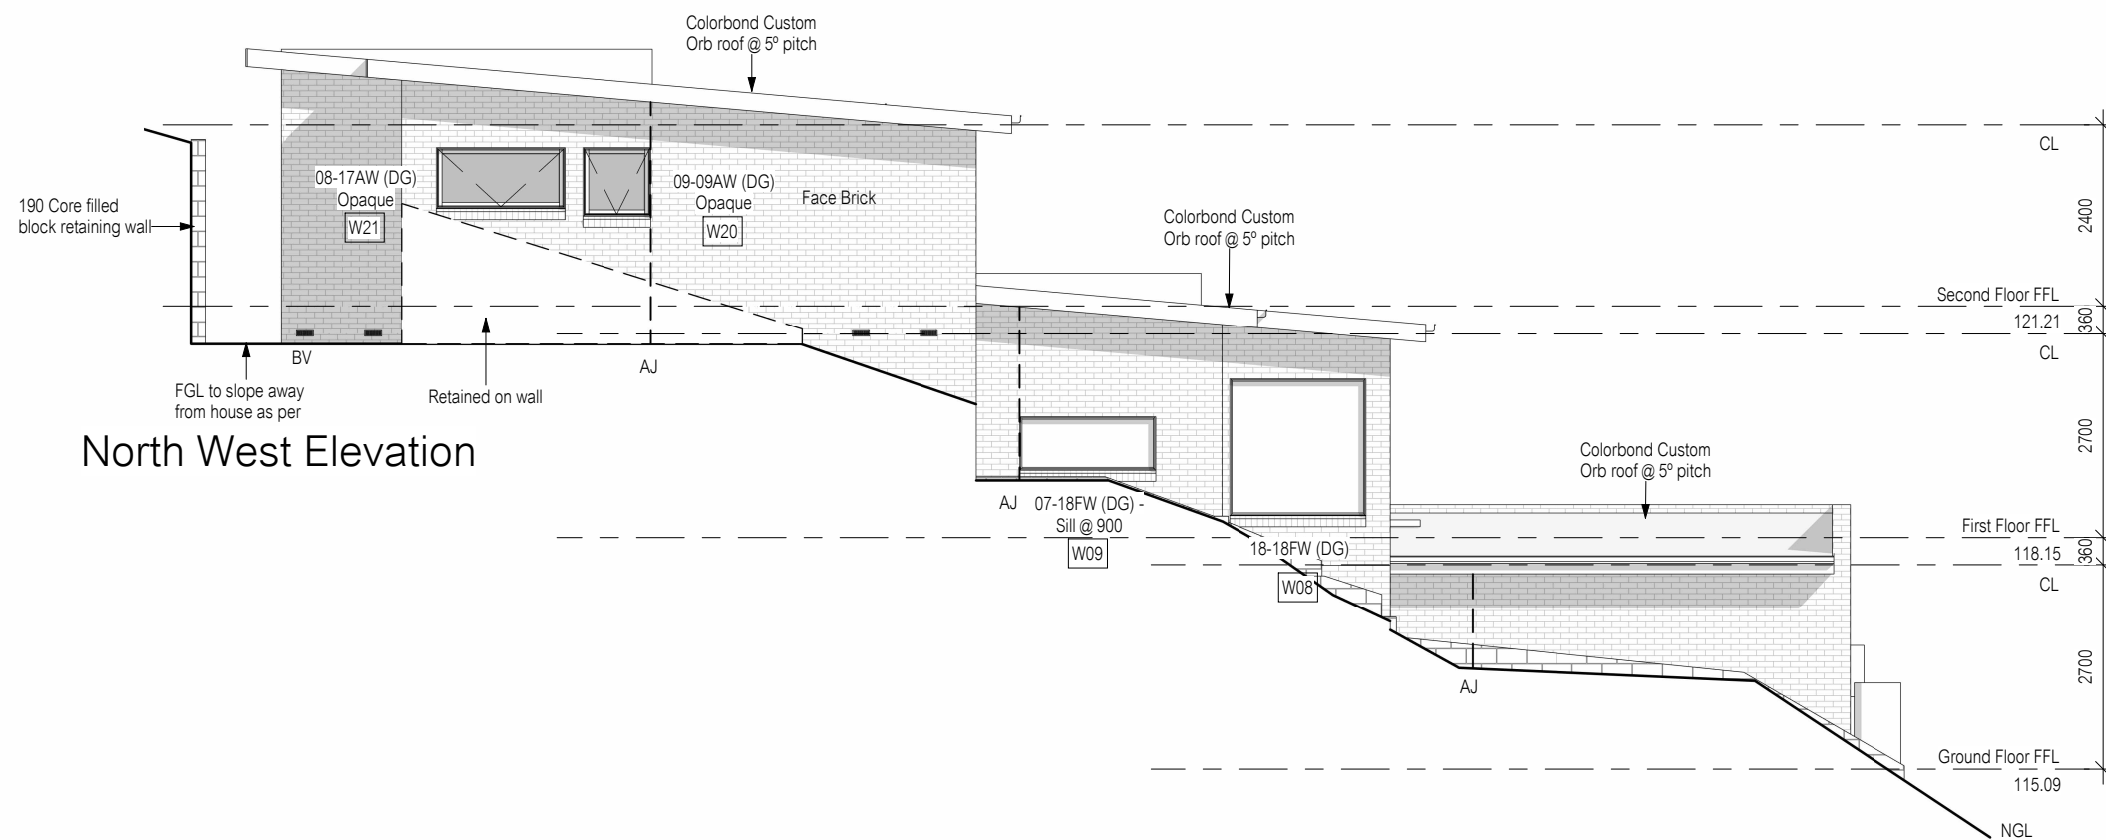 Colorbond Custom
Orb roof @ 5º pitch
CL
08-17AW (DG)
Opaque
W21
09-09AW (DG)
Opaque
W20
Face Brick
190 Core filled
block retaining wall
2400
Colorbond Custom
Orb roof @ 5º pitch
Second Floor FFL
121.21
360
CL
BV
AJ
FGL to slope away
from house as per
Retained on wall
North West Elevation
2700
Colorbond Custom
Orb roof @ 5º pitch
AJ
07-18FW (DG) -
Sill @ 900
W09
18-18FW (DG)
W08
First Floor FFL
118.15
360
CL
2700
AJ
Ground Floor FFL
115.09
NGL